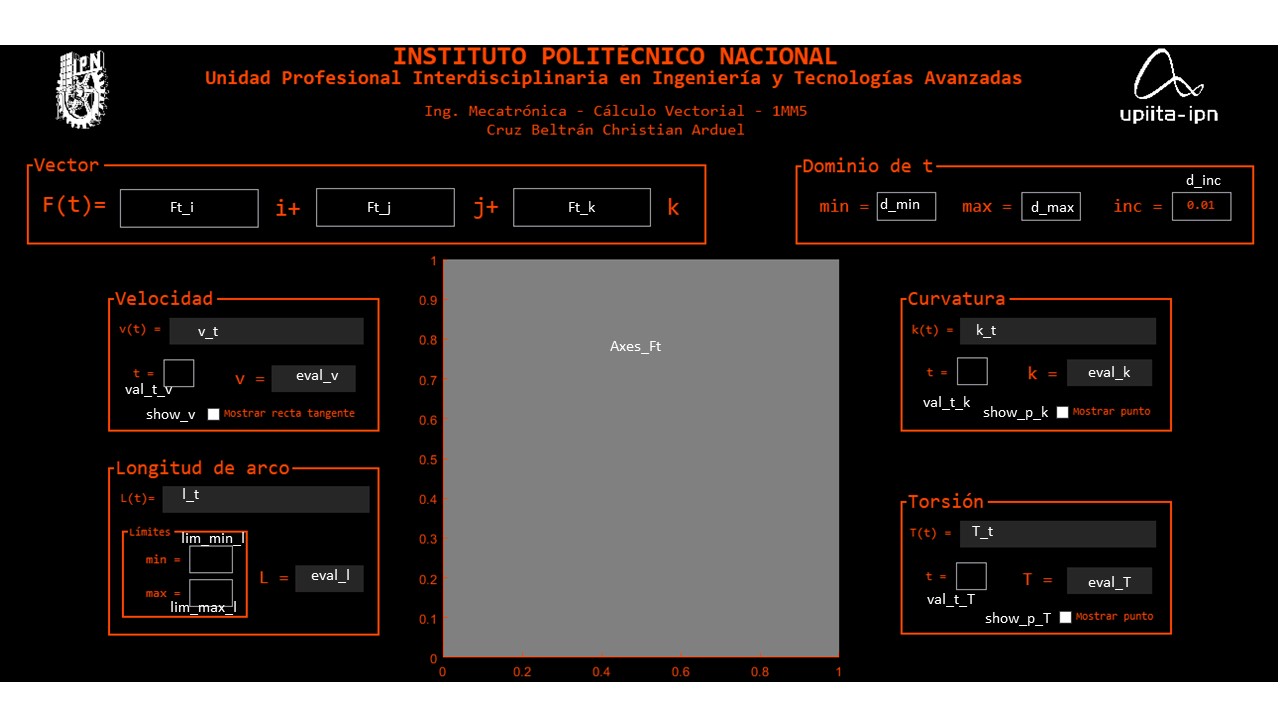 IPN
INSTITUTO POLITÉCNICO NACIONAL
Unidad Profesional Interdisciplinaria en Ingeniería y Tecnologías Avanzadas
Ing. Mecatrónica - Cálculo Vectorial - 1MM5
Cruz Beltrán Christian Arduel
upiita-ipn
Vector
F(t)= Ft_i i+ Ft_j j+ Ft_k k
Dominio de t
d_inc
min = d_min max = d_max inc = 0.01
Velocidad
v(t) = v_t
t = v = eval_v
val_t_v
show_v Mostrar recta tangente
Longitud de arco
L(t)= l_t
Límites
lim_min_l
min =
max =
lim_max_l
L = eval_l
Axes_Ft
1
0.9
0.8
0.7
0.6
0.5
0.4
0.3
0.2
0.1
0
0 0.2 0.4 0.6 0.8 1
Curvatura
k(t) = k_t
t = k = eval_k
val_t_k
show_p_k Mostrar punto
Torsión
T(t) = T_t
t = T = eval_T
val_t_T
show_p_T Mostrar punto